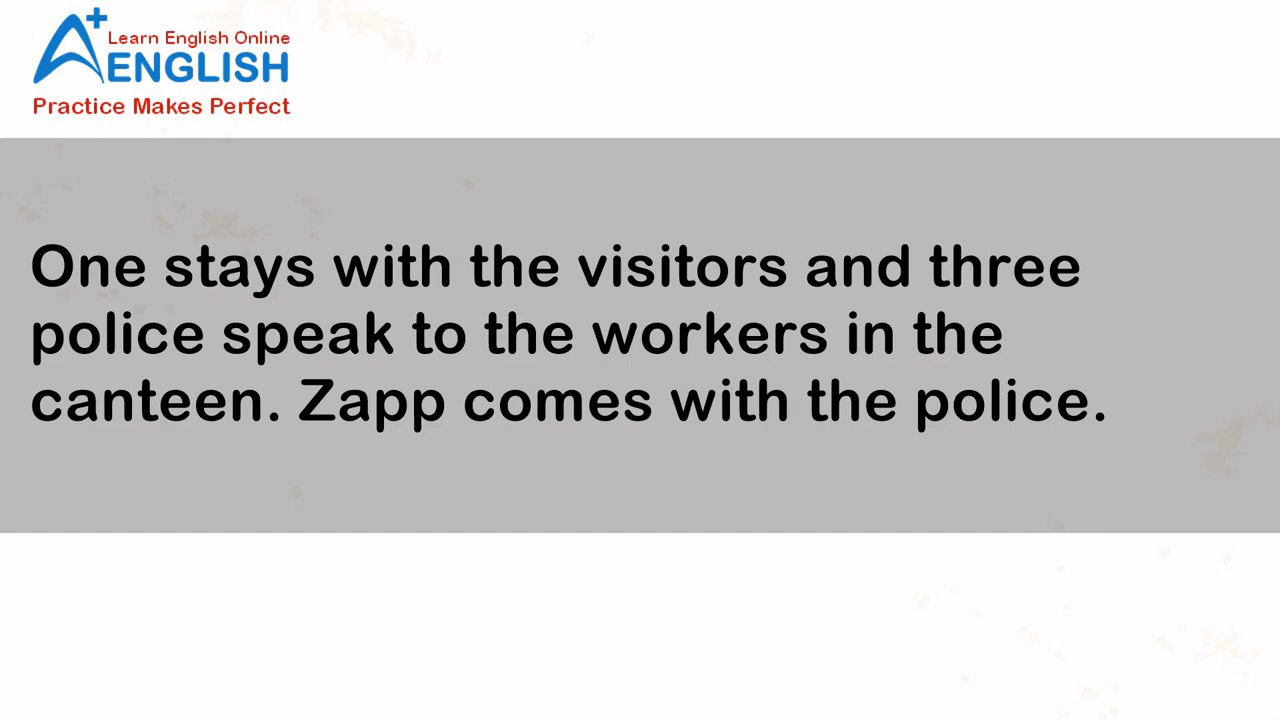 A+
Learn English Online
ENGLISH
Practice Makes Perfect
One stays with the visitors and three
police speak to the workers in the
canteen. Zapp comes with the police.